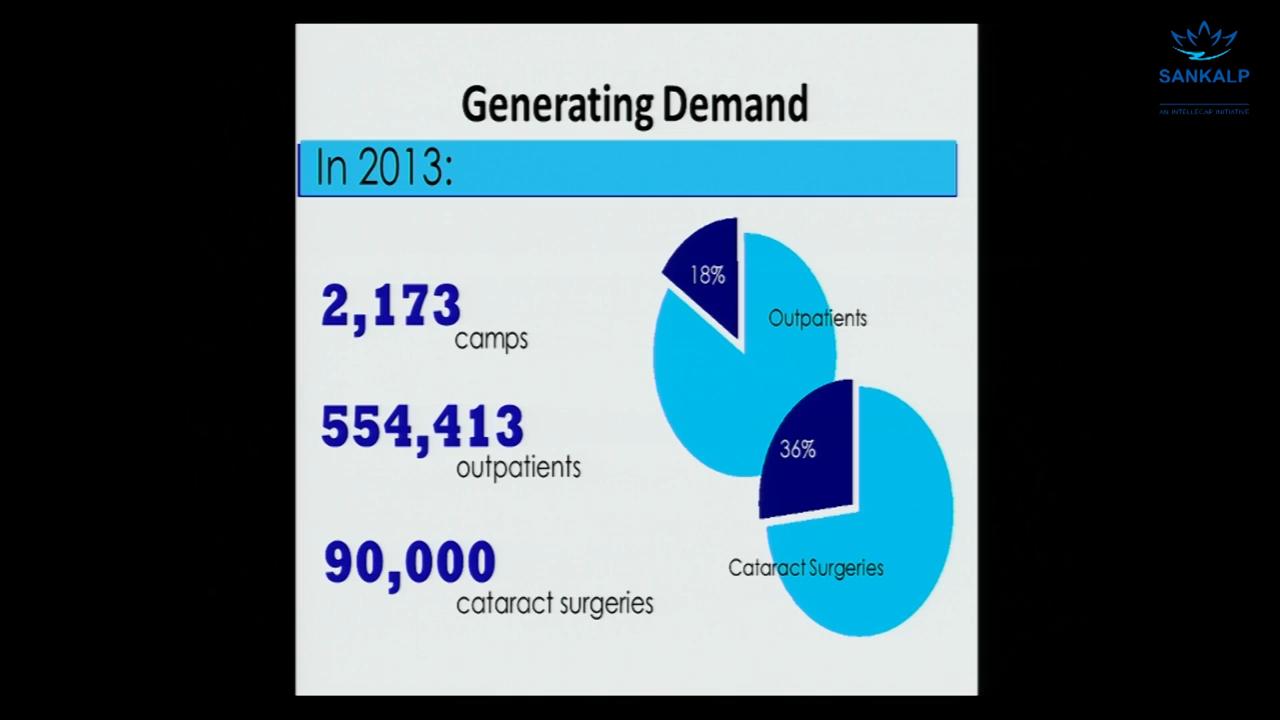 Generating Demand
In 2013:
2,173
camps
554,413
outpatients
90,000
cataract surgeries
18%
Outpatients
36%
Cataract Surgeries
SANKALP
AN INTELLECAP INITIATIVE